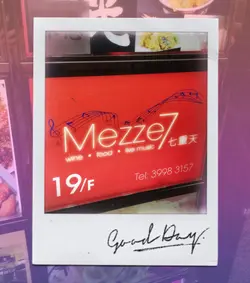 Mezze7 七重天
wine • food • live music
19/F
Tel: 3998 3157
Good Day.